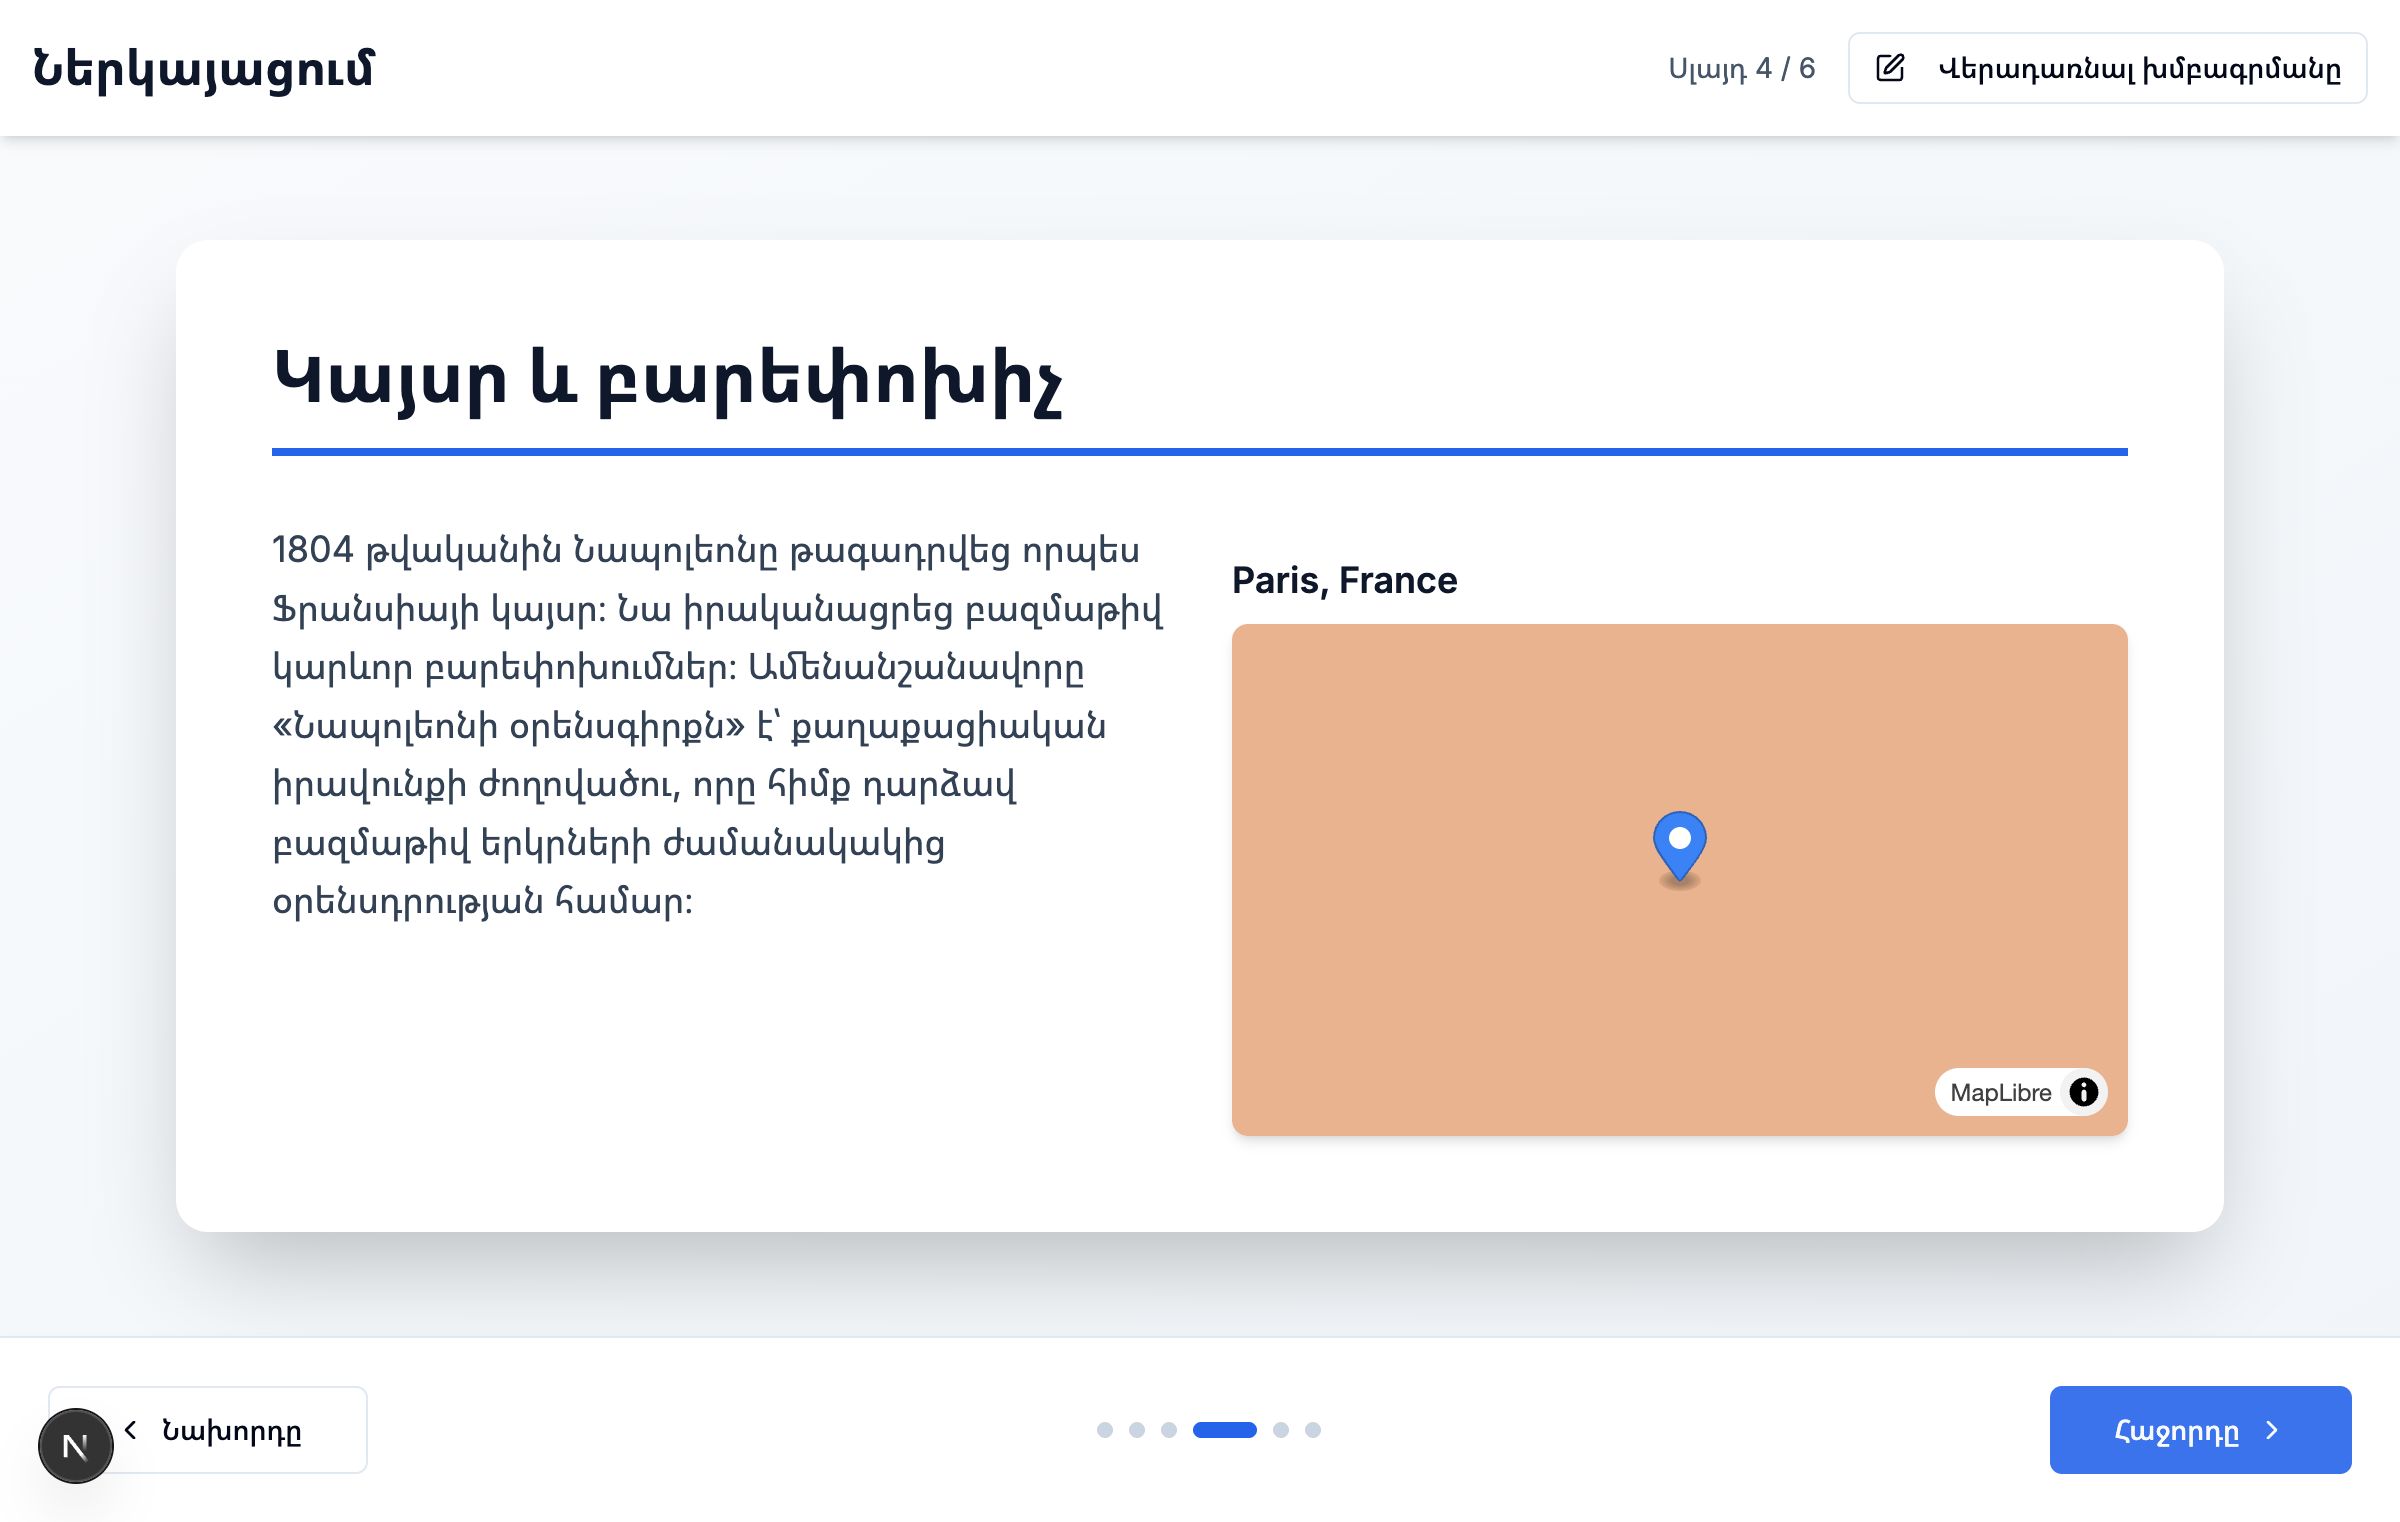 Ներկայացում
Սլայդ 4 / 6
Վերադառնալ խմբագրմանը
Կայսր և բարեփոխիչ
1804 թվականին Նապոլեոնը թագադրվեց որպես
Ֆրանսիայի կայսր։ Նա իրականացրեց բազմաթիվ
կարևոր բարեփոխումներ։ Ամենանշանավորը
«Նապոլեոնի օրենսգիրքն» է՝ քաղաքացիական
իրավունքի ժողովածու, որը հիմք դարձավ
բազմաթիվ երկրների ժամանակակից
օրենսդրության համար։
Paris, France
MapLibre
N
Նախորդը
Հաջորդը